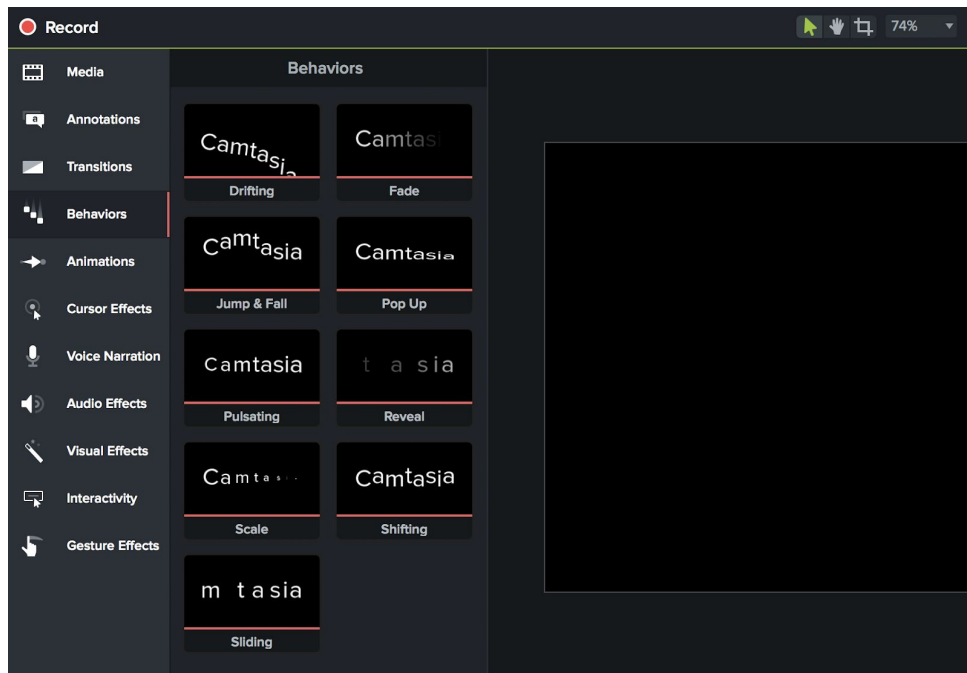 Record
74%
Media
Annotations
Transitions
Behaviors
Animations
Cursor Effects
Voice Narration
Audio Effects
Visual Effects
Interactivity
Gesture Effects
Behaviors
Camtasia
Drifting
Camtasi
Fade
Camtasia
Jump & Fall
Camtasia
Pop Up
Camtasia
Pulsating
t a sia
Reveal
Camtas
Scale
Camtasia
Shifting
m t a sia
Sliding
a